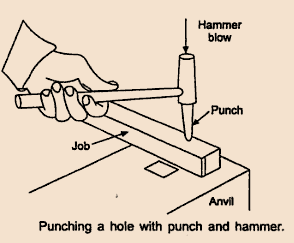 Hammer
blow
Punch
Job
Anvil
Punching a hole with punch and hammer.